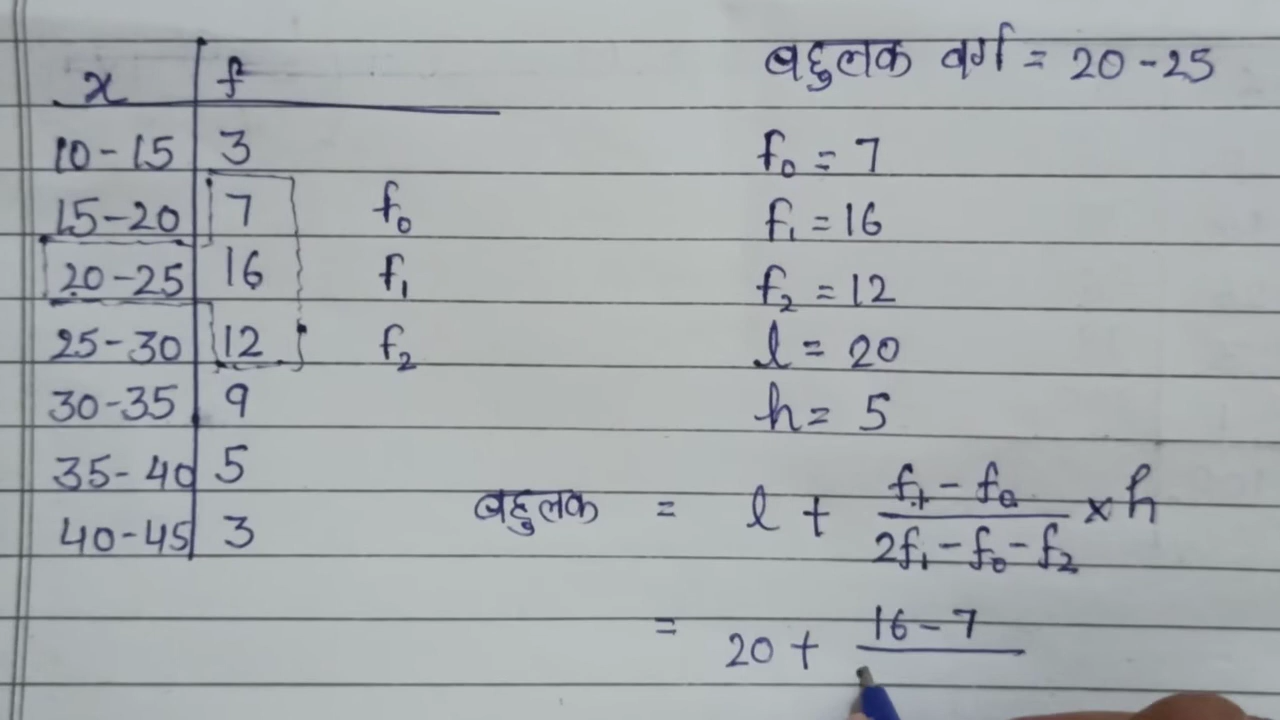 x f
10-15 3
15-20 7 f₀
20-25 16 f₁
25-30 12 f₂
30-35 9
35-40 5
40-45 3
बहुलक वर्ग = 20-25
f₀ = 7
f₁ = 16
f₂ = 12
l = 20
h = 5
बहुलक = l + (f₁ - f₀)/(2f₁ - f₀ - f₂) × h
= 20 + 16-7